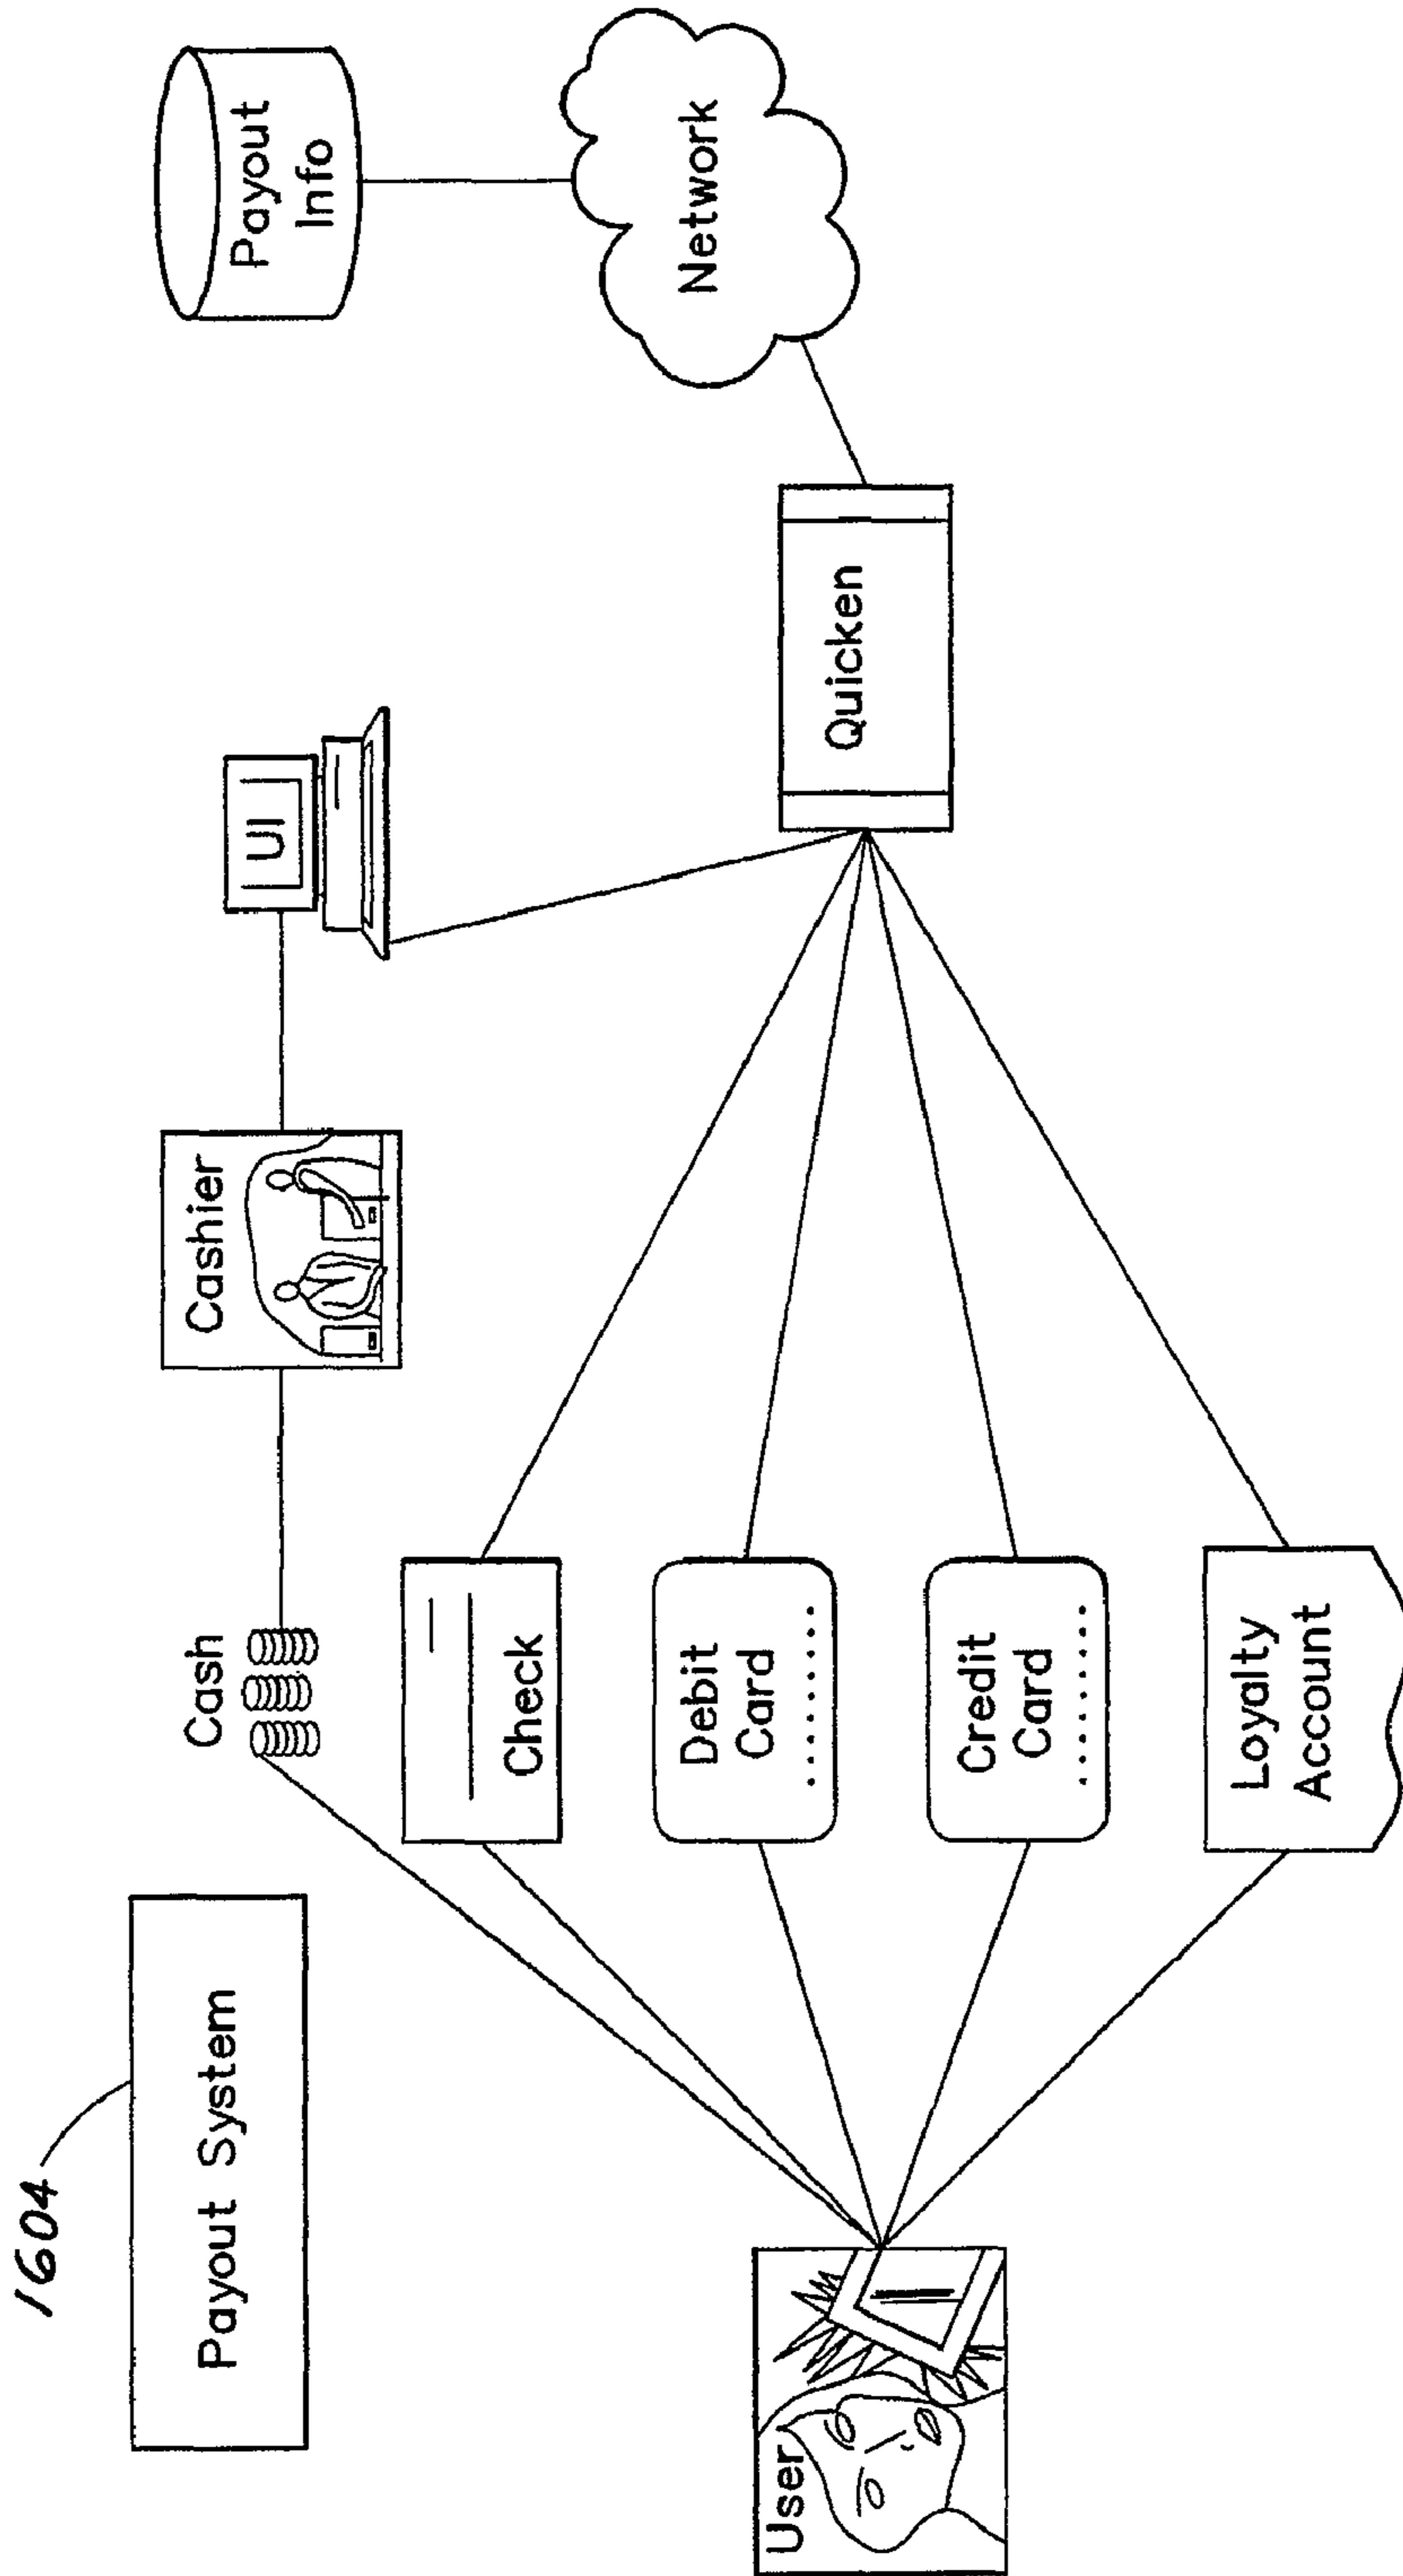 1604
Payout System
Cash
Cashier
UI
Payout
Info
Check
Debit
Card
Credit
Card
Loyalty
Account
User
Quicken
Network